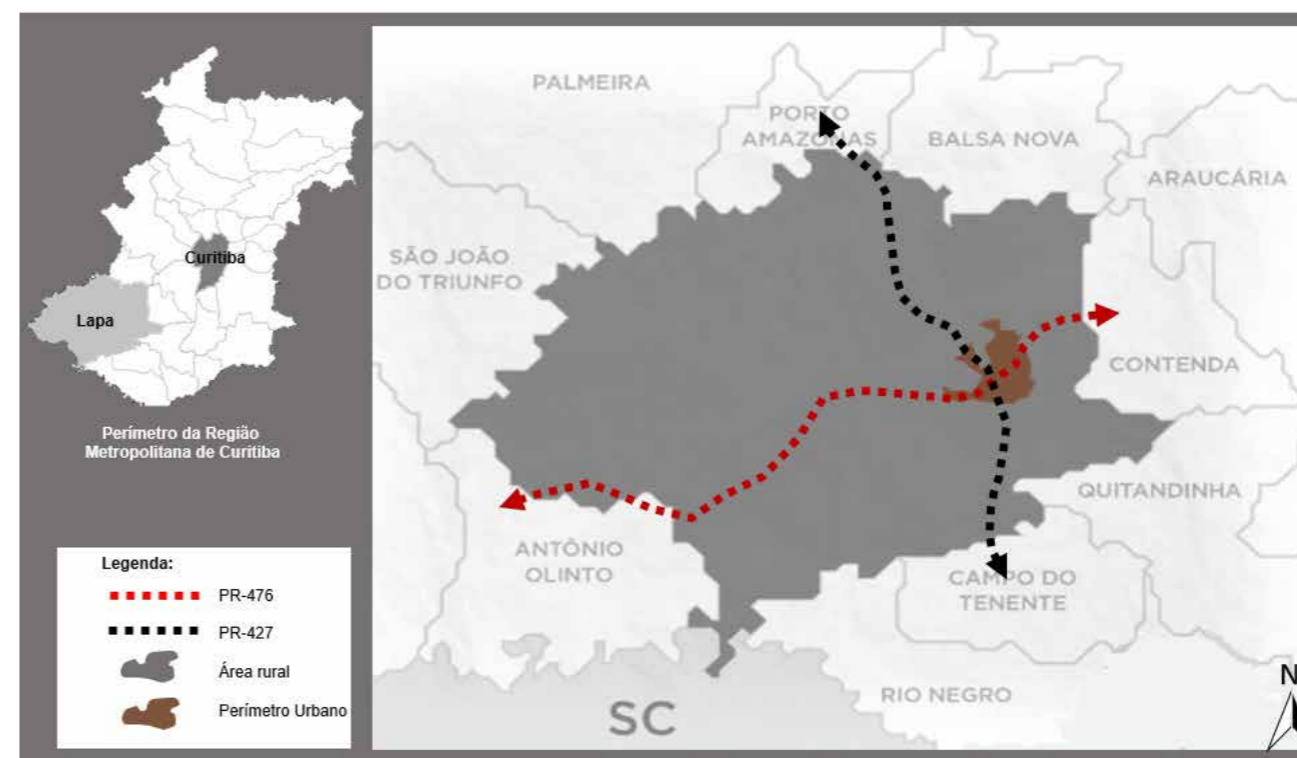 Curitiba
Lapa
Perímetro da Região
Metropolitana de Curitiba
Legenda:
PR-476
PR-427
Área rural
Perímetro Urbano
PALMEIRA
PORTO
AMAZONAS
BALSA NOVA
ARAUCÁRIA
SÃO JOÃO
DO TRIUNFO
CONTENDA
QUITANDINHA
ANTÔNIO
OLINTO
CAMPO DO
TENENTE
RIO NEGRO
SC
N